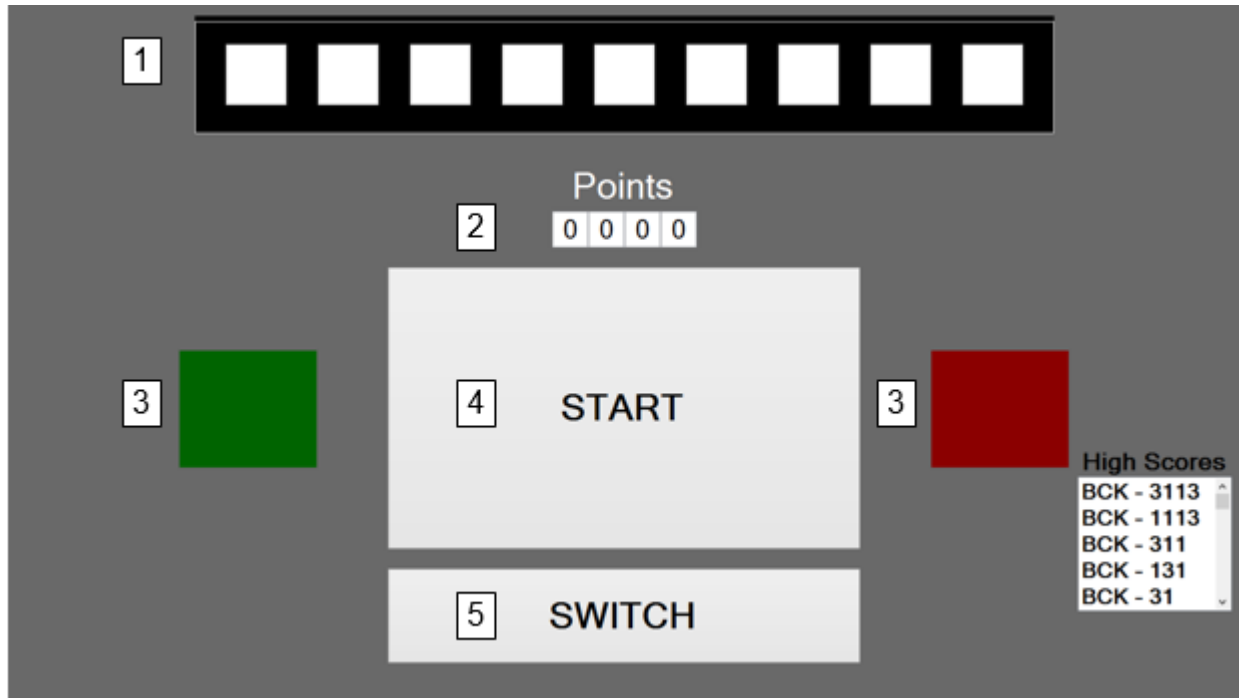 1
Points
2 0 0 0 0
3 4 START 3
High Scores
BCK - 3113
BCK - 1113
BCK - 311
BCK - 131
BCK - 31
5 SWITCH